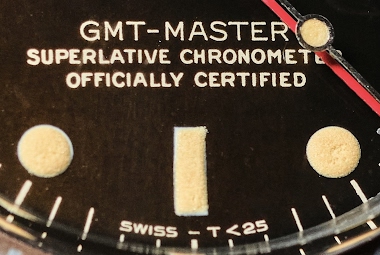 GMT-MASTER
SUPERLATIVE CHRONOMETE
OFFICIALLY CERTIFIED
SWISS - T<25